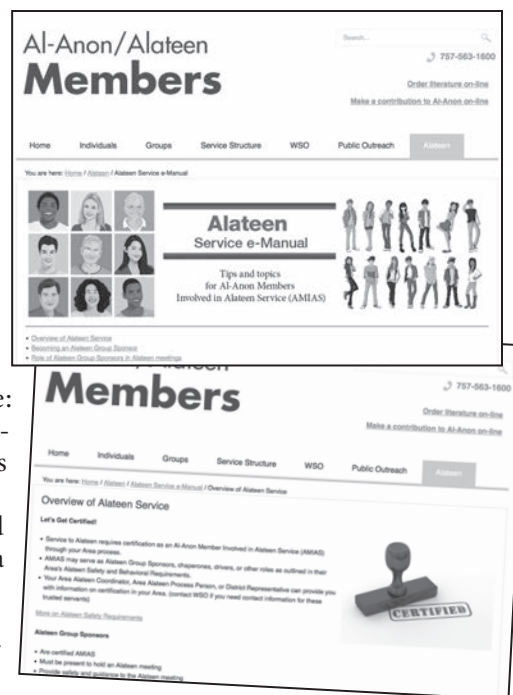 Al-Anon/Alateen
Members
Search...
757-563-1600
Order literature on-line
Make a contribution to Al-Anon on-line
Home Individuals Groups Service Structure WSO Public Outreach Alateen
You are here: Home / Alateen / Alateen Service e-Manual
Alateen
Service e-Manual
Tips and topics
for Al-Anon Members
Involved in Alateen Service (AMIAS)
• Overview of Alateen Service
• Becoming an Alateen Group Sponsor
• Role of Alateen Group Sponsors in Alateen meetings
Members
757-563-1600
Order literature on-line
Make a contribution to Al-Anon on-line
Home Individuals Groups Service Structure WSO Public Outreach Alateen
You are here: Home / Alateen / Alateen Service e-Manual / Overview of Alateen Service
Overview of Alateen Service
Let's Get Certified!
• Service to Alateen requires certification as an Al-Anon Member Involved in Alateen Service (AMIAS)
through your Area process.
• AMIAS may serve as Alateen Group Sponsors, chaperones, drivers, or other roles as outlined in their
Area's Alateen Safety and Behavioral Requirements.
• Your Area Alateen Coordinator, Area Alateen Process Person, or District Representative can provide you
with information on certification in your Area. (contact WSO if you need contact information for these
trusted servants)
More on Alateen Safety Requirements
CERTIFIED
Alateen Group Sponsors
• Are certified AMIAS
• Must be present to hold an Alateen meeting
• Provide safety and guidance to the Alateen meeting